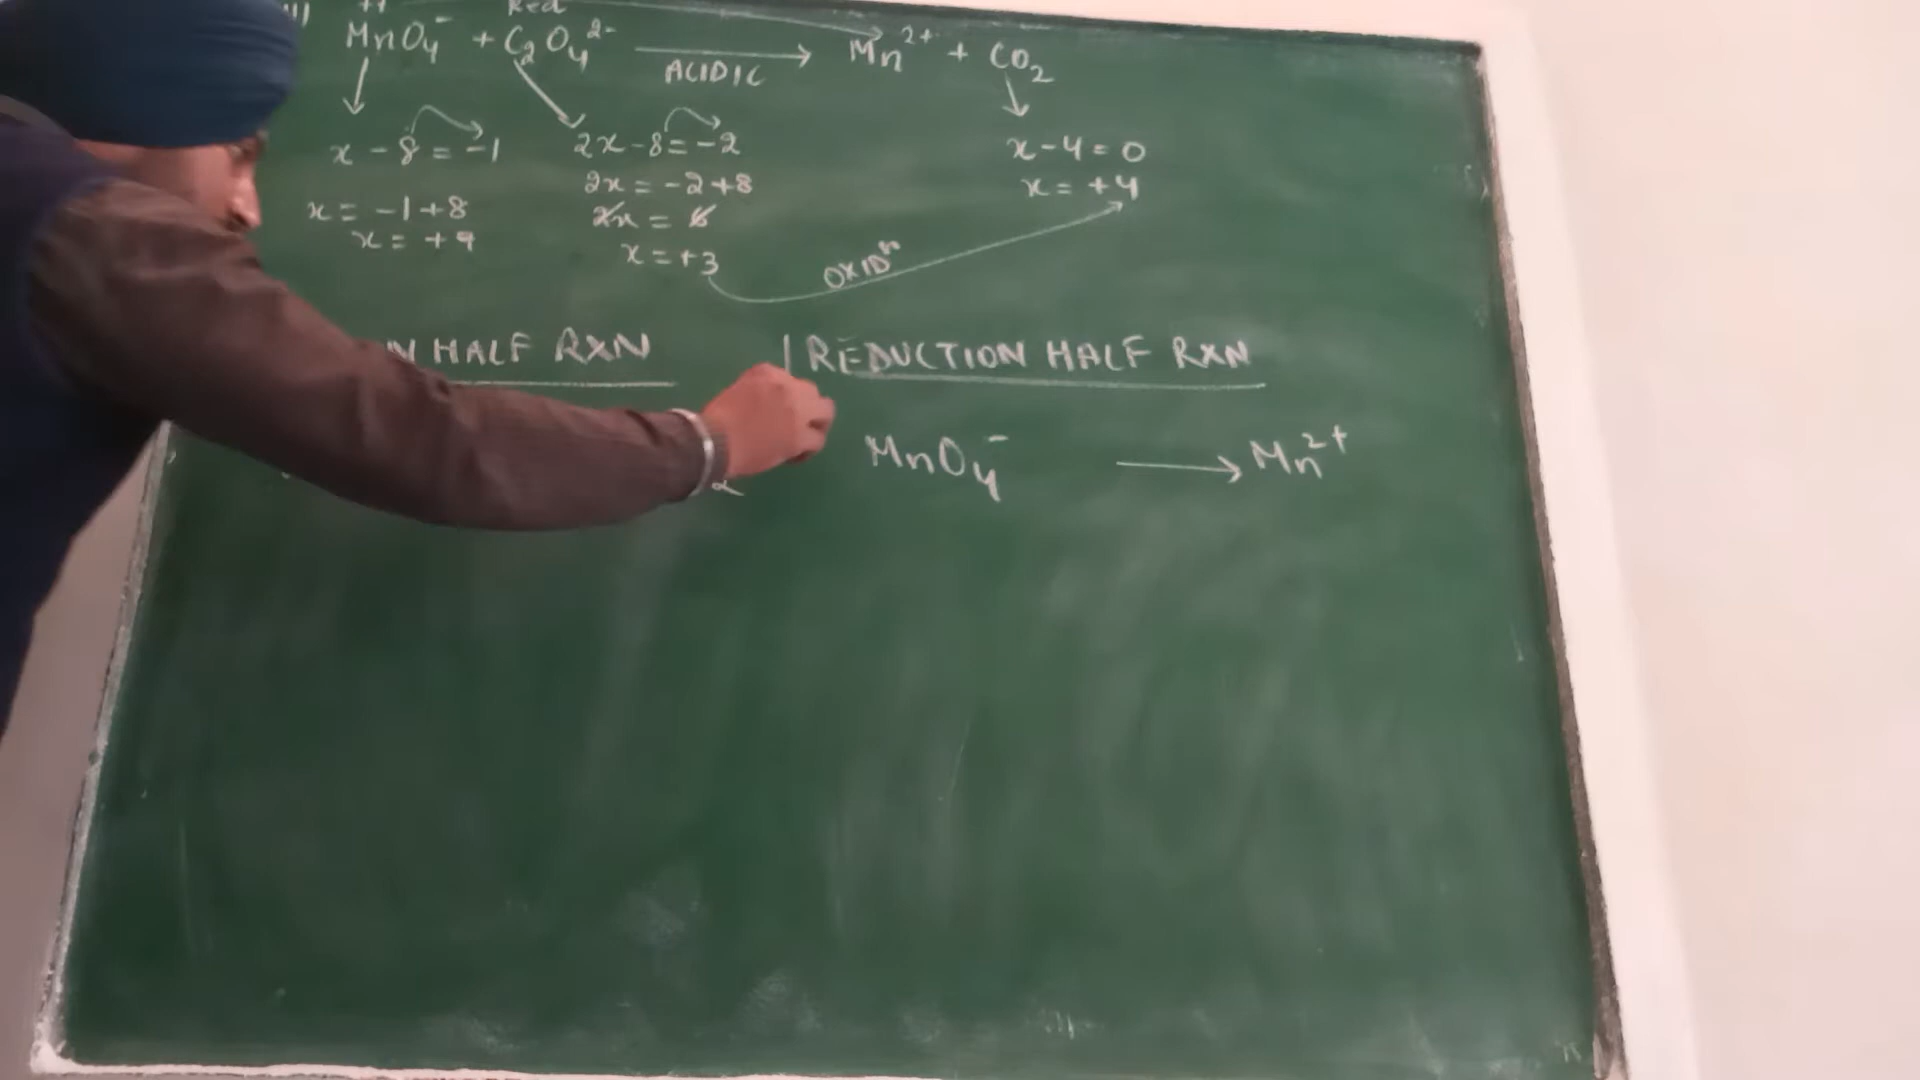 Red
MnO4⁻ + C2O4²⁻ ⟶ Mn²⁺ + CO2
ACIDIC
x - 8 = -1
2x - 8 = -2
x - 4 = 0
2x = -2+8
x = +4
x = -1+8
2x = 6
x = +3
OXIDⁿ
N HALF RXN
REDUCTION HALF RXN
MnO4⁻ ⟶ Mn²⁺
2